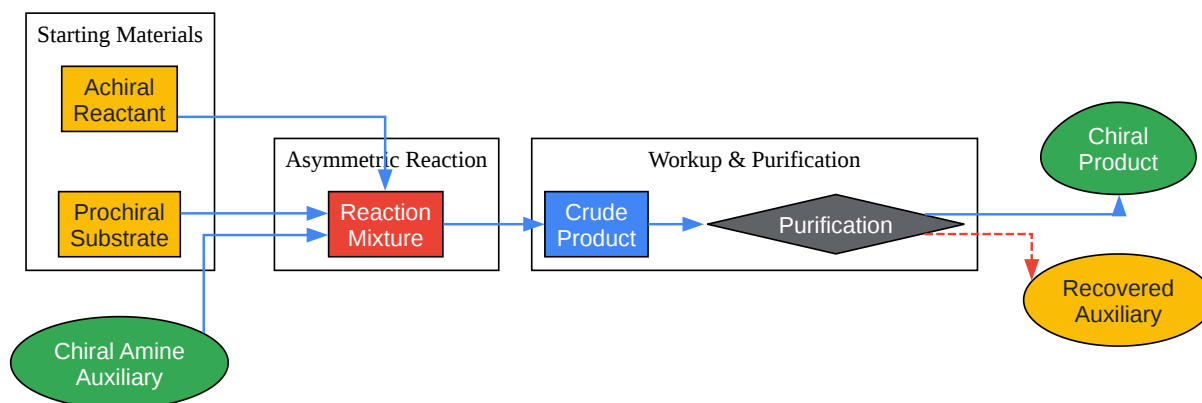 Starting Materials
Achiral
Reactant
Prochiral
Substrate
Chiral Amine
Auxiliary
Asymmetric Reaction
Reaction
Mixture
Workup & Purification
Crude
Product
Purification
Chiral
Product
Recovered
Auxiliary